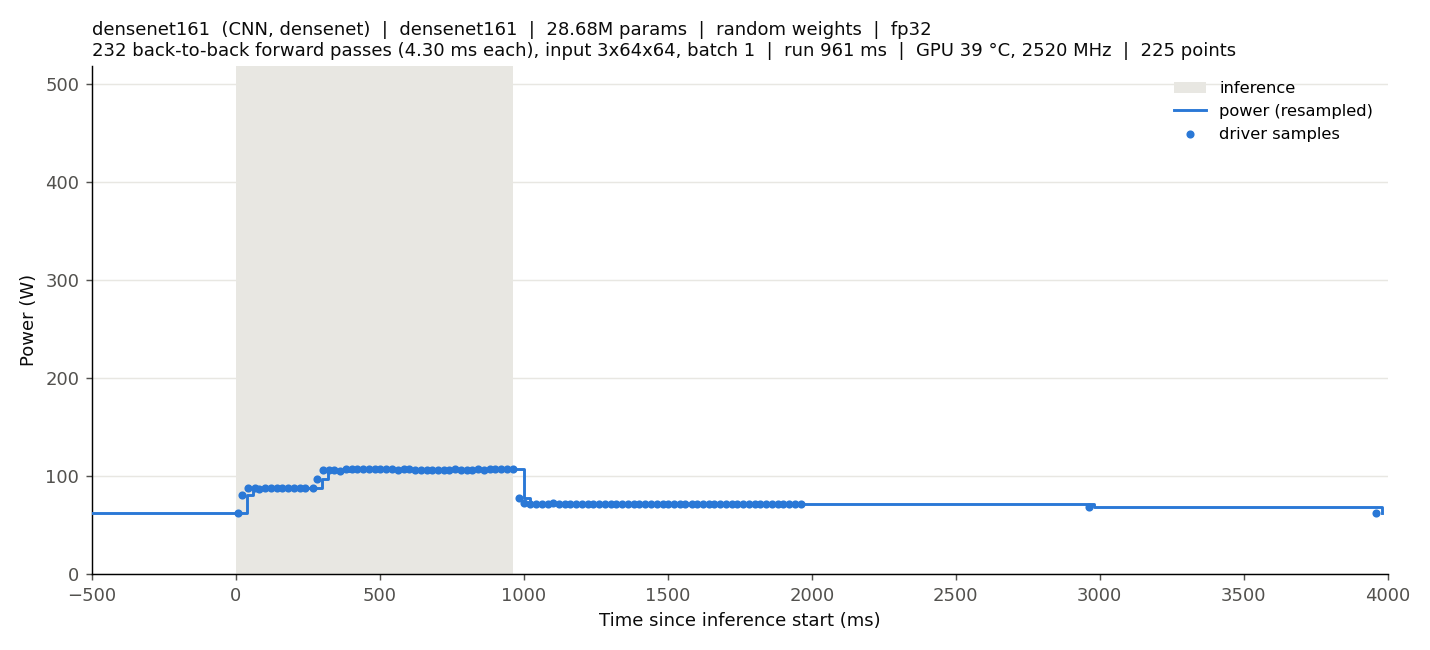 densenet161  (CNN, densenet)  |  densenet161  |  28.68M params  |  random weights  |  fp32
232 back-to-back forward passes (4.30 ms each), input 3x64x64, batch 1  |  run 961 ms  |  GPU 39 °C, 2520 MHz  |  225 points
inference
power (resampled)
driver samples
Power (W)
500
400
300
200
100
0
−500
0
500
1000
1500
2000
2500
3000
3500
4000
Time since inference start (ms)